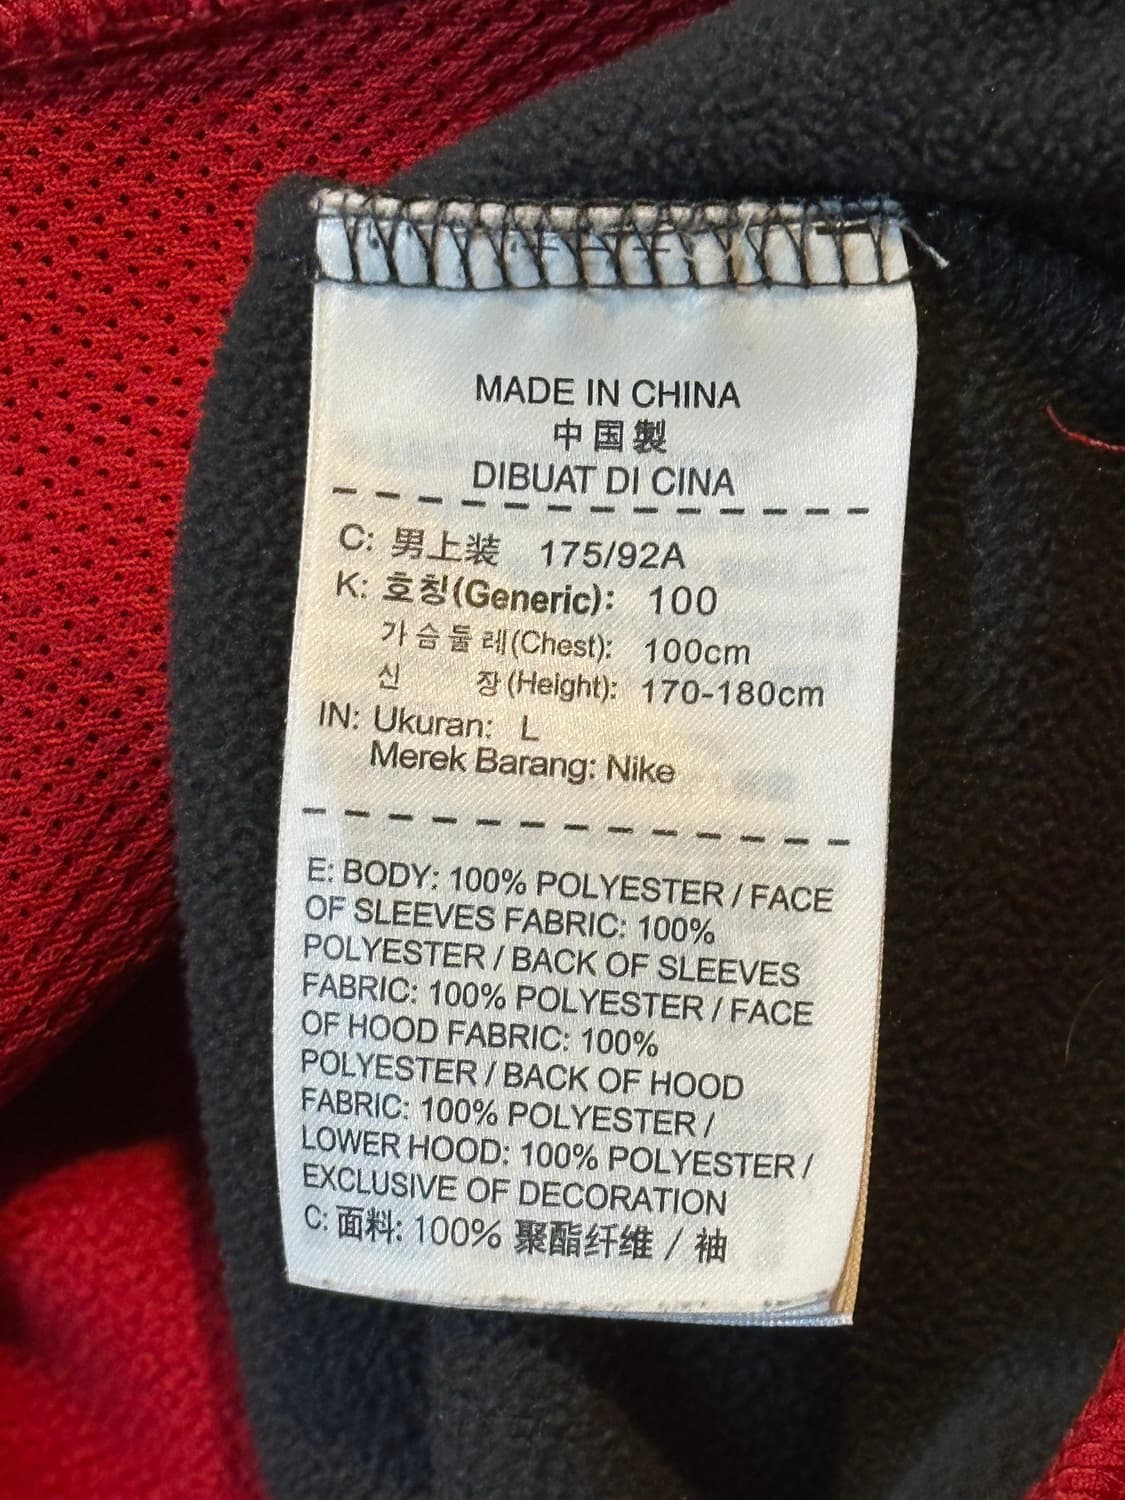 MADE IN CHINA
中国製
DIBUAT DI CINA
C: 男上装 175/92A
K: 호칭(Generic): 100
가슴둘레(Chest): 100cm
신 장(Height): 170-180cm
IN: Ukuran: L
Merek Barang: Nike
E: BODY: 100% POLYESTER / FACE
OF SLEEVES FABRIC: 100%
POLYESTER / BACK OF SLEEVES
FABRIC: 100% POLYESTER / FACE
OF HOOD FABRIC: 100%
POLYESTER / BACK OF HOOD
FABRIC: 100% POLYESTER /
LOWER HOOD: 100% POLYESTER /
EXCLUSIVE OF DECORATION
C: 面料: 100% 聚酯纤维 / 袖